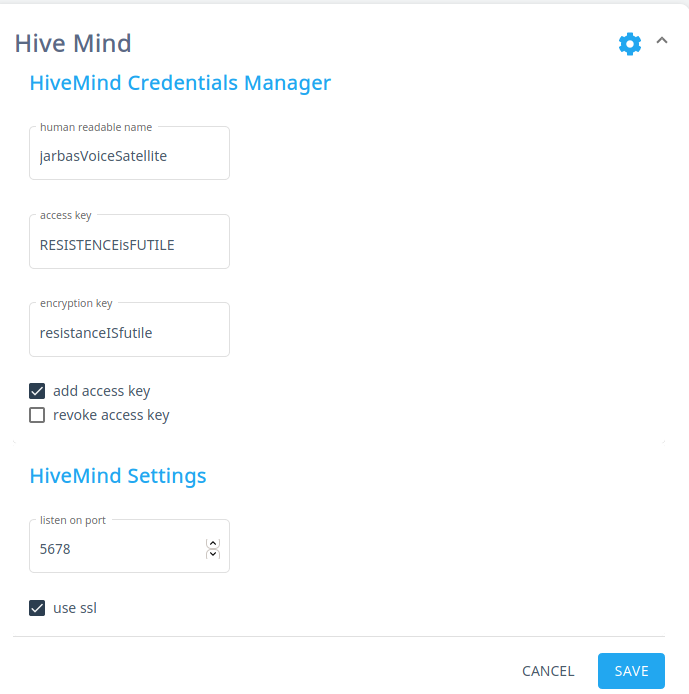 Hive Mind
HiveMind Credentials Manager
human readable name
jarbasVoiceSatellite
access key
RESISTENCEisFUTILE
encryption key
resistanceISfutile
add access key
revoke access key
HiveMind Settings
listen on port
5678
use ssl
CANCEL SAVE